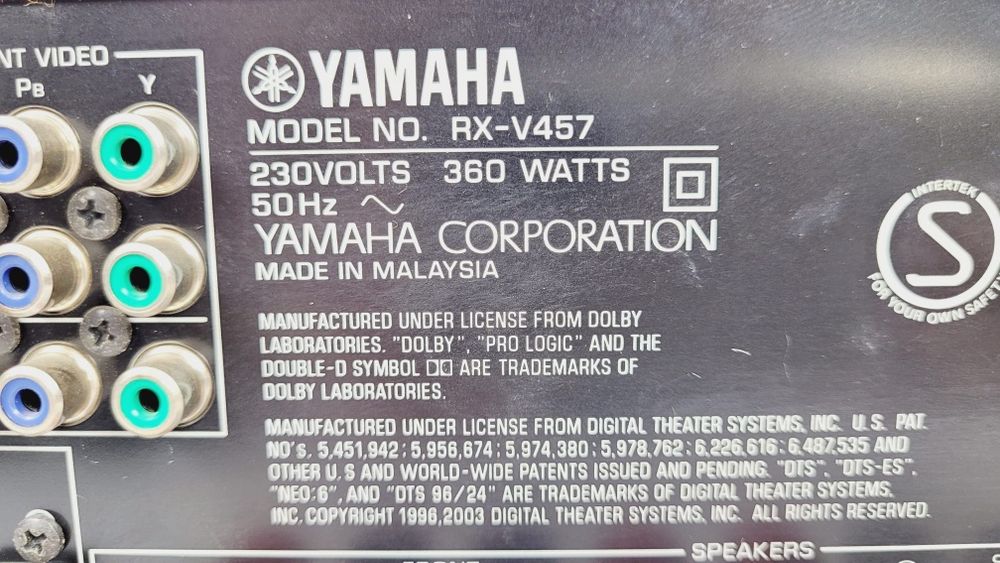 NT VIDEO
PB Y
YAMAHA
MODEL NO. RX-V457
230VOLTS 360 WATTS
50Hz
YAMAHA CORPORATION
MADE IN MALAYSIA
INTERTEK
S
FOR YOUR OWN SAFETY
MANUFACTURED UNDER LICENSE FROM DOLBY
LABORATORIES. "DOLBY", "PRO LOGIC" AND THE
DOUBLE-D SYMBOL ARE TRADEMARKS OF
DOLBY LABORATORIES.
MANUFACTURED UNDER LICENSE FROM DIGITAL THEATER SYSTEMS, INC. U.S. PAT.
NO's. 5,451,942; 5,956,674; 5,974,380; 5,978,762; 6,226,616; 6,487,535 AND
OTHER U.S AND WORLD-WIDE PATENTS ISSUED AND PENDING. "DTS", "DTS-ES",
"NEO:6", AND "DTS 96/24" ARE TRADEMARKS OF DIGITAL THEATER SYSTEMS,
INC. COPYRIGHT 1996,2003 DIGITAL THEATER SYSTEMS, INC. ALL RIGHTS RESERVED.
SPEAKERS